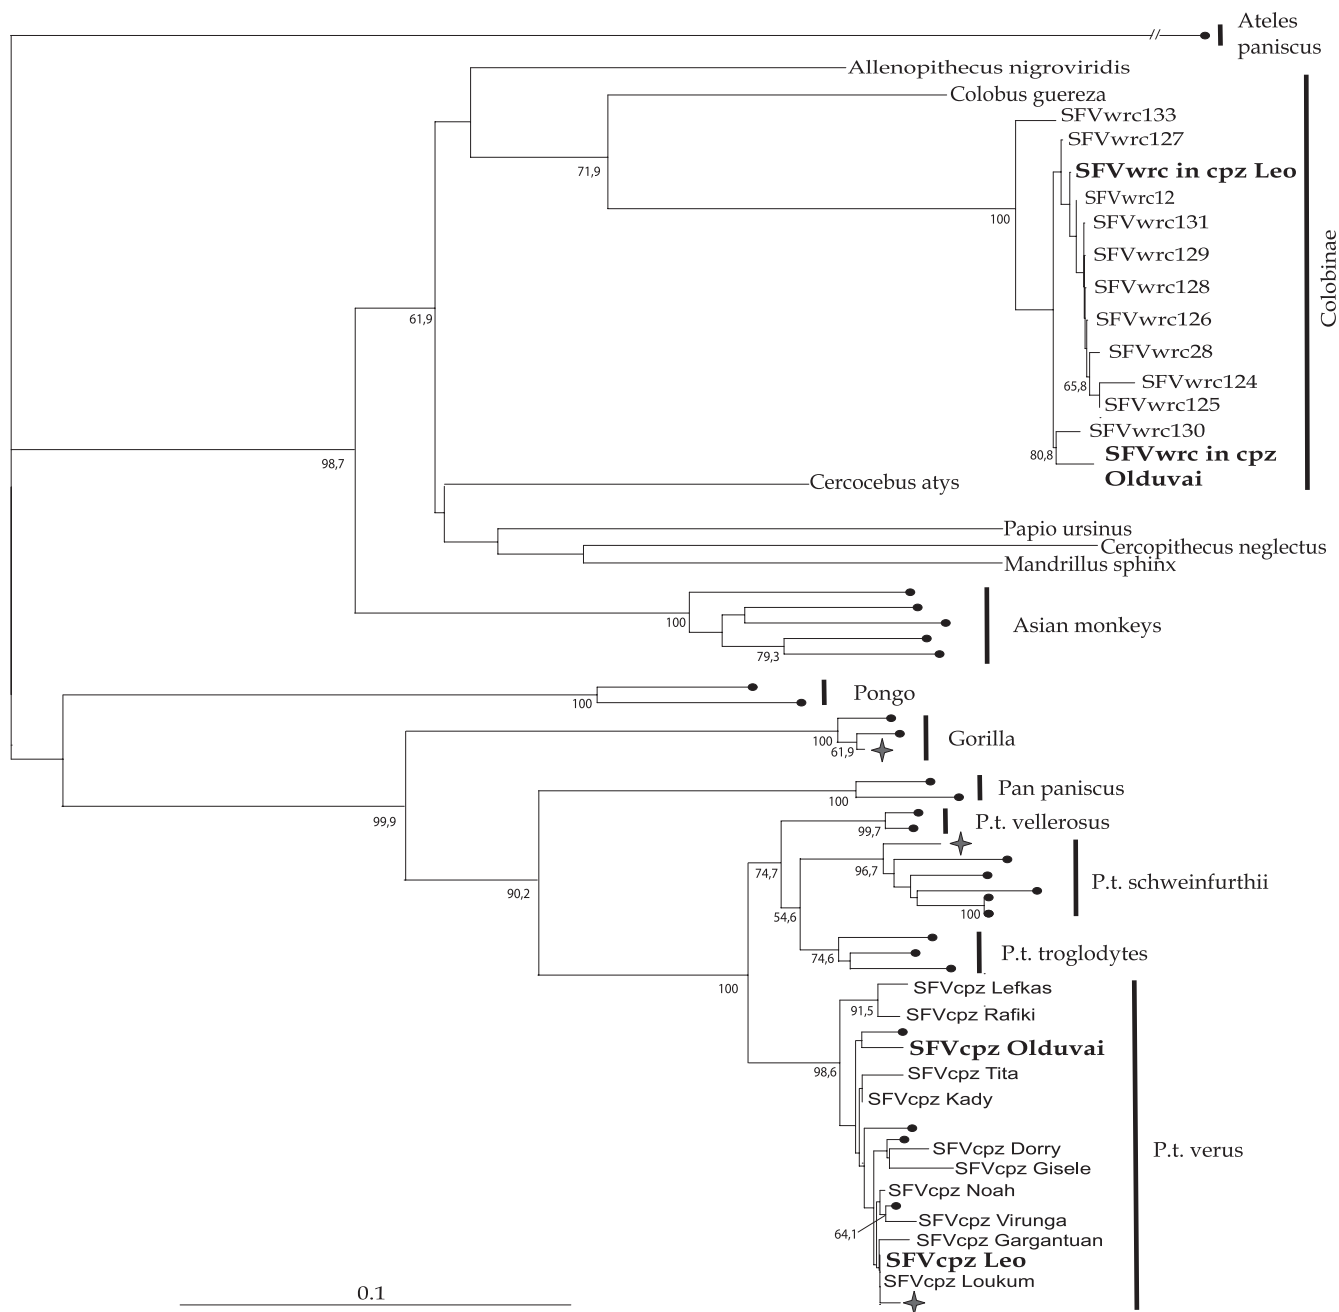 Ateles
paniscus
Allenopithecus nigroviridis
Colobus guereza
SFVwrc133
SFVwrc127
71,9
SFVwrc in cpz Leo
SFVwrc12
100
SFVwrc131
SFVwrc129
Colobinae
SFVwrc128
61,9
SFVwrc126
SFVwrc28
65,8
SFVwrc124
SFVwrc125
SFVwrc130
80,8
SFVwrc in cpz
Olduvai
98,7
Cercocebus atys
Papio ursinus
Cercopithecus neglectus
Mandrillus sphinx
100
Asian monkeys
79,3
Pongo
100
Gorilla
100
61,9
Pan paniscus
100
99,9
P.t. vellerosus
99,7
74,7
96,7
P.t. schweinfurthii
90,2
54,6
100
74,6
P.t. troglodytes
100
SFVcpz Lefkas
91,5
SFVcpz Rafiki
SFVcpz Olduvai
98,6
SFVcpz Tita
SFVcpz Kady
SFVcpz Dorry
P.t. verus
SFVcpz Gisele
SFVcpz Noah
SFVcpz Virunga
64,1
SFVcpz Gargantuan
SFVcpz Leo
SFVcpz Loukum
0.1